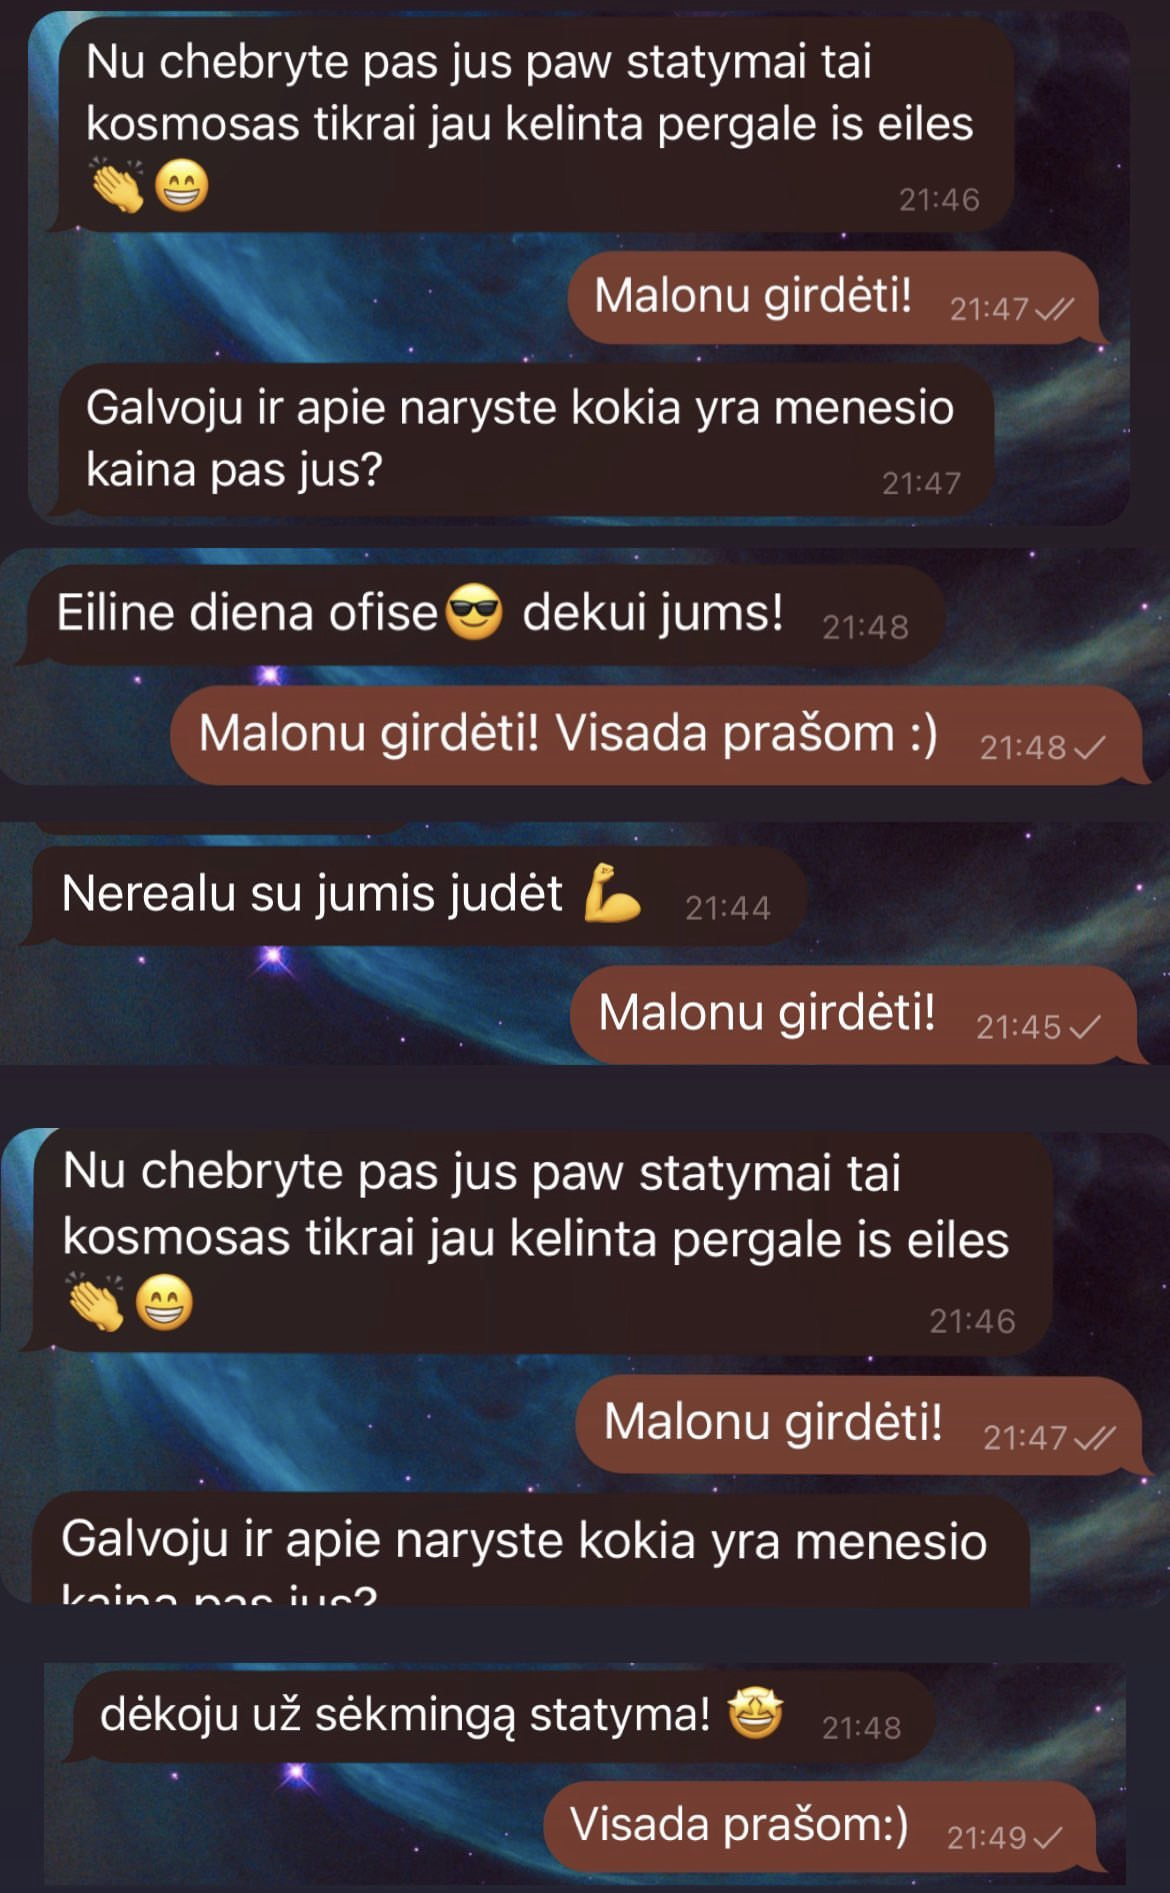 Nu chebryte pas jus paw statymai tai
kosmosas tikrai jau kelinta pergale is eiles
👏😁
21:46
Malonu girdėti! 21:47
Galvoju ir apie naryste kokia yra menesio
kaina pas jus? 21:47
Eiline diena ofise😎 dekui jums! 21:48
Malonu girdėti! Visada prašom :) 21:48
Nerealu su jumis judėt 💪 21:44
Malonu girdėti! 21:45
Nu chebryte pas jus paw statymai tai
kosmosas tikrai jau kelinta pergale is eiles
👏😁
21:46
Malonu girdėti! 21:47
Galvoju ir apie naryste kokia yra menesio
kaina pas jus?
dėkoju už sėkmingą statyma! 🤩 21:48
Visada prašom:) 21:49